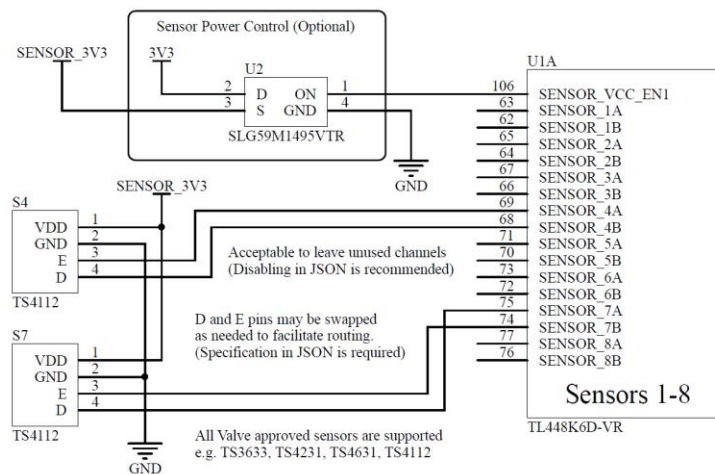 Sensor Power Control (Optional)
SENSOR_3V3
3V3
U2
2 D ON 1
3 S GND 4
SLG59M1495VTR
GND
U1A
106 SENSOR_VCC_EN1
63 SENSOR_1A
62 SENSOR_1B
65 SENSOR_2A
64 SENSOR_2B
67 SENSOR_3A
66 SENSOR_3B
69 SENSOR_4A
68 SENSOR_4B
71 SENSOR_5A
70 SENSOR_5B
73 SENSOR_6A
72 SENSOR_6B
75 SENSOR_7A
74 SENSOR_7B
77 SENSOR_8A
76 SENSOR_8B
Sensors 1-8
TL448K6D-VR
SENSOR_3V3
S4
VDD 1
GND 2
E 3
D 4
TS4112
Acceptable to leave unused channels
(Disabling in JSON is recommended)
S7
VDD 1
GND 2
E 3
D 4
TS4112
D and E pins may be swapped
as needed to facilitate routing.
(Specification in JSON is required)
GND
All Valve approved sensors are supported
e.g. TS3633, TS4231, TS4631, TS4112